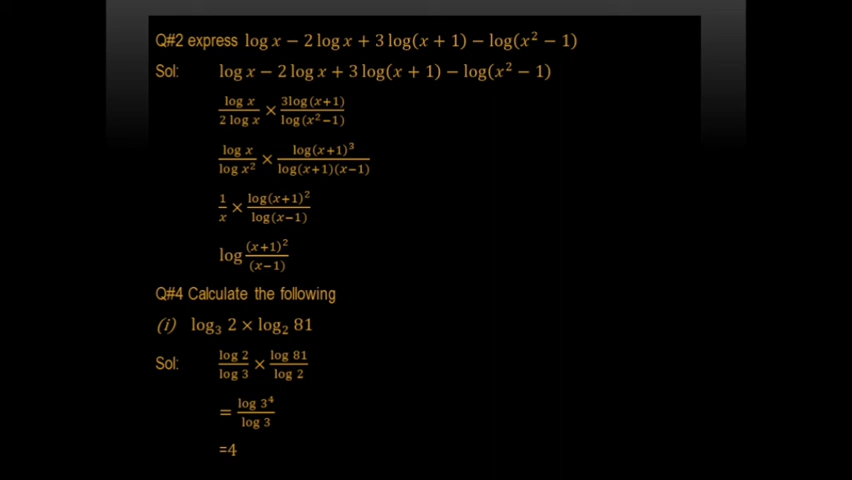 Q#2 express log x − 2 log x + 3 log(x + 1) − log(x² − 1)
Sol: log x − 2 log x + 3 log(x + 1) − log(x² − 1)
log x / 2 log x × 3log(x+1) / log(x²−1)
log x / log x² × log(x+1)³ / log(x+1)(x−1)
1 / x × log(x+1)² / log(x−1)
log (x+1)² / (x−1)
Q#4 Calculate the following
(i) log₃ 2 × log₂ 81
Sol: log 2 / log 3 × log 81 / log 2
= log 3⁴ / log 3
=4